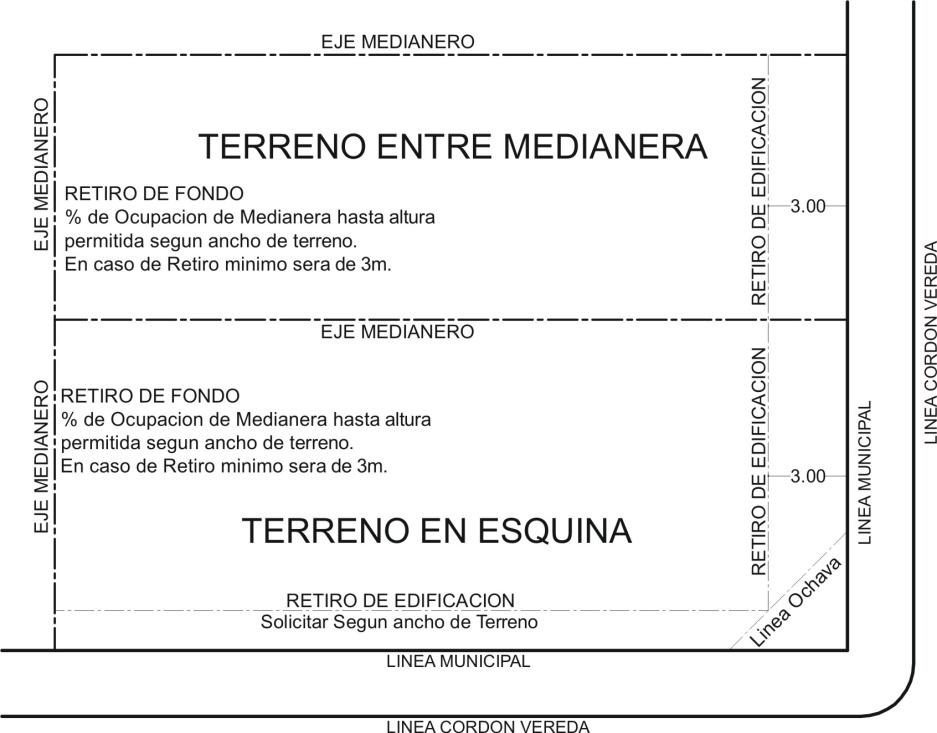 EJE MEDIANERO
EJE MEDIANERO
TERRENO ENTRE MEDIANERA
RETIRO DE EDIFICACION
RETIRO DE FONDO
% de Ocupacion de Medianera hasta altura
permitida segun ancho de terreno.
En caso de Retiro minimo sera de 3m.
3.00
EJE MEDIANERO
LINEA CORDON VEREDA
EJE MEDIANERO
RETIRO DE FONDO
% de Ocupacion de Medianera hasta altura
permitida segun ancho de terreno.
En caso de Retiro minimo sera de 3m.
RETIRO DE EDIFICACION
3.00
LINEA MUNICIPAL
TERRENO EN ESQUINA
RETIRO DE EDIFICACION
Solicitar Segun ancho de Terreno
Linea Ochava
LINEA MUNICIPAL
LINEA CORDON VEREDA